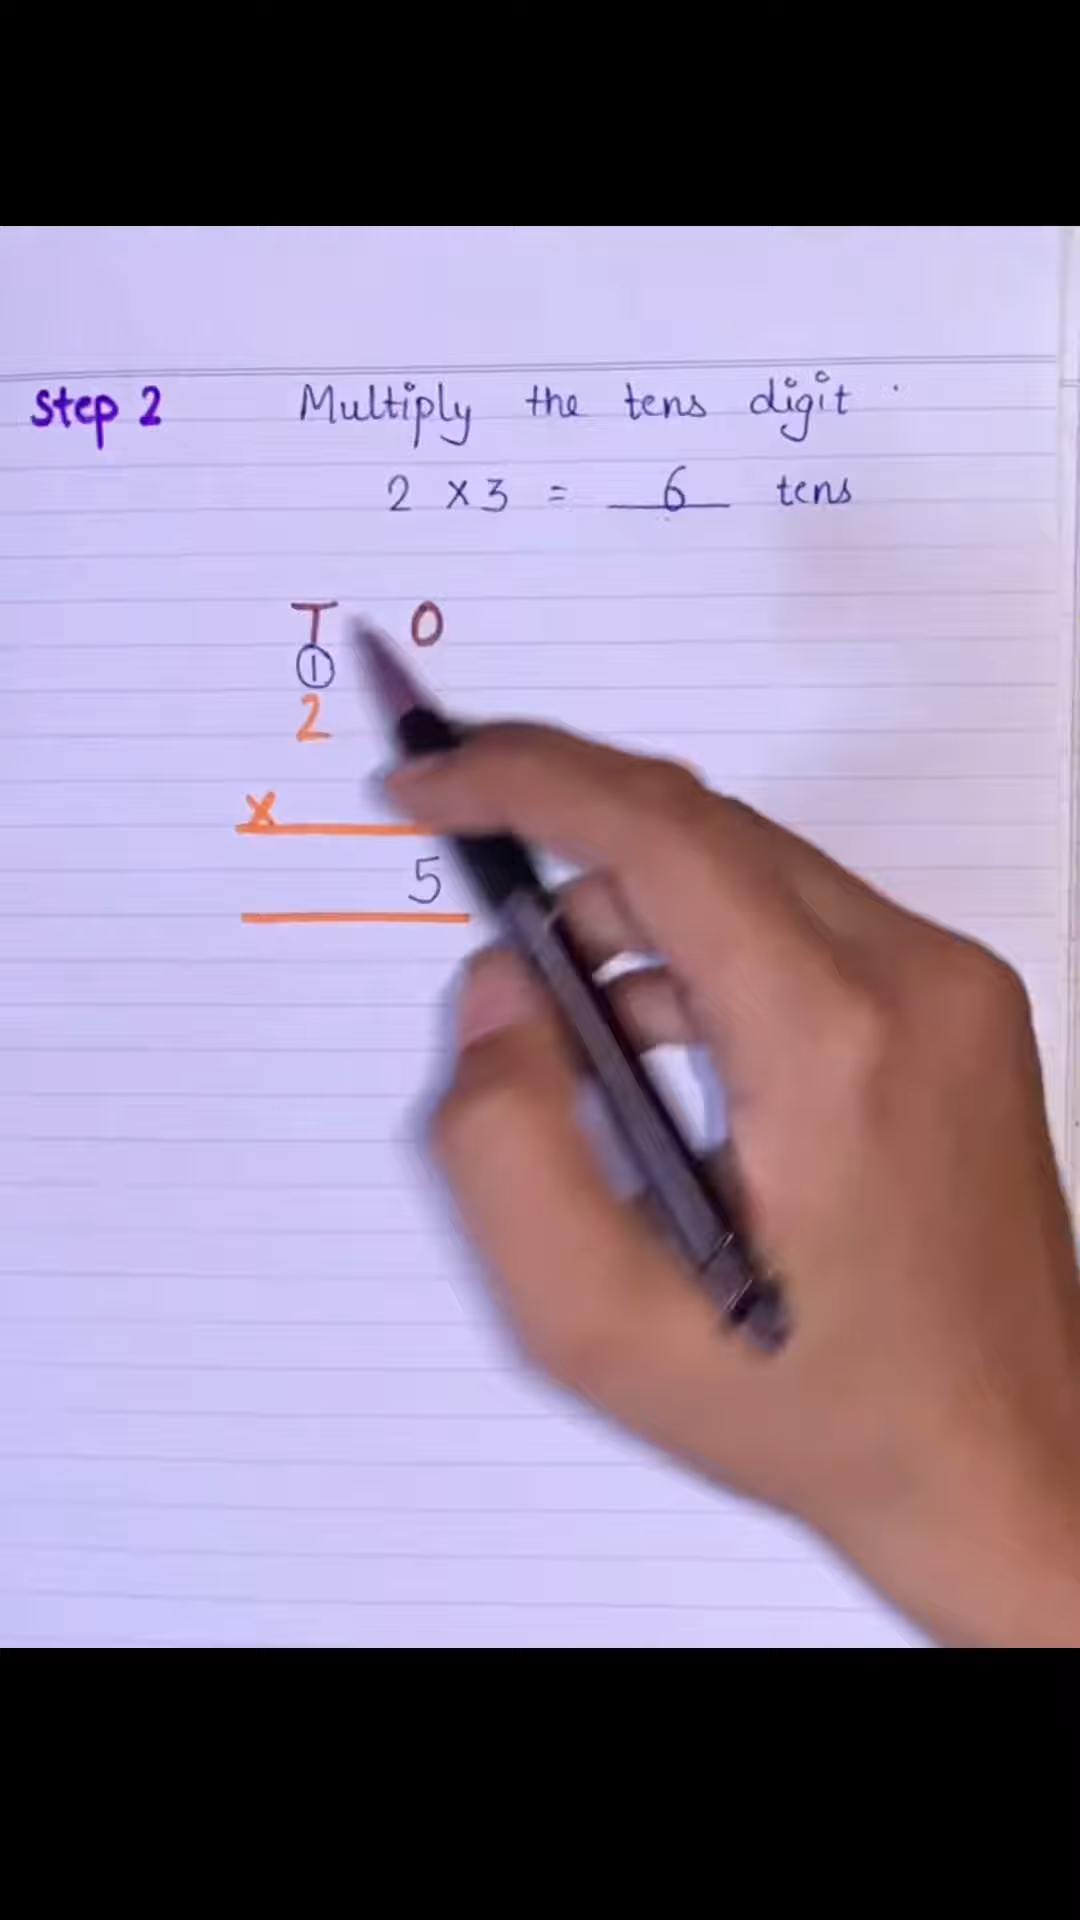 Step 2 Multiply the tens digit.
2 x 3 = 6 tens
T O
1
2
x
5